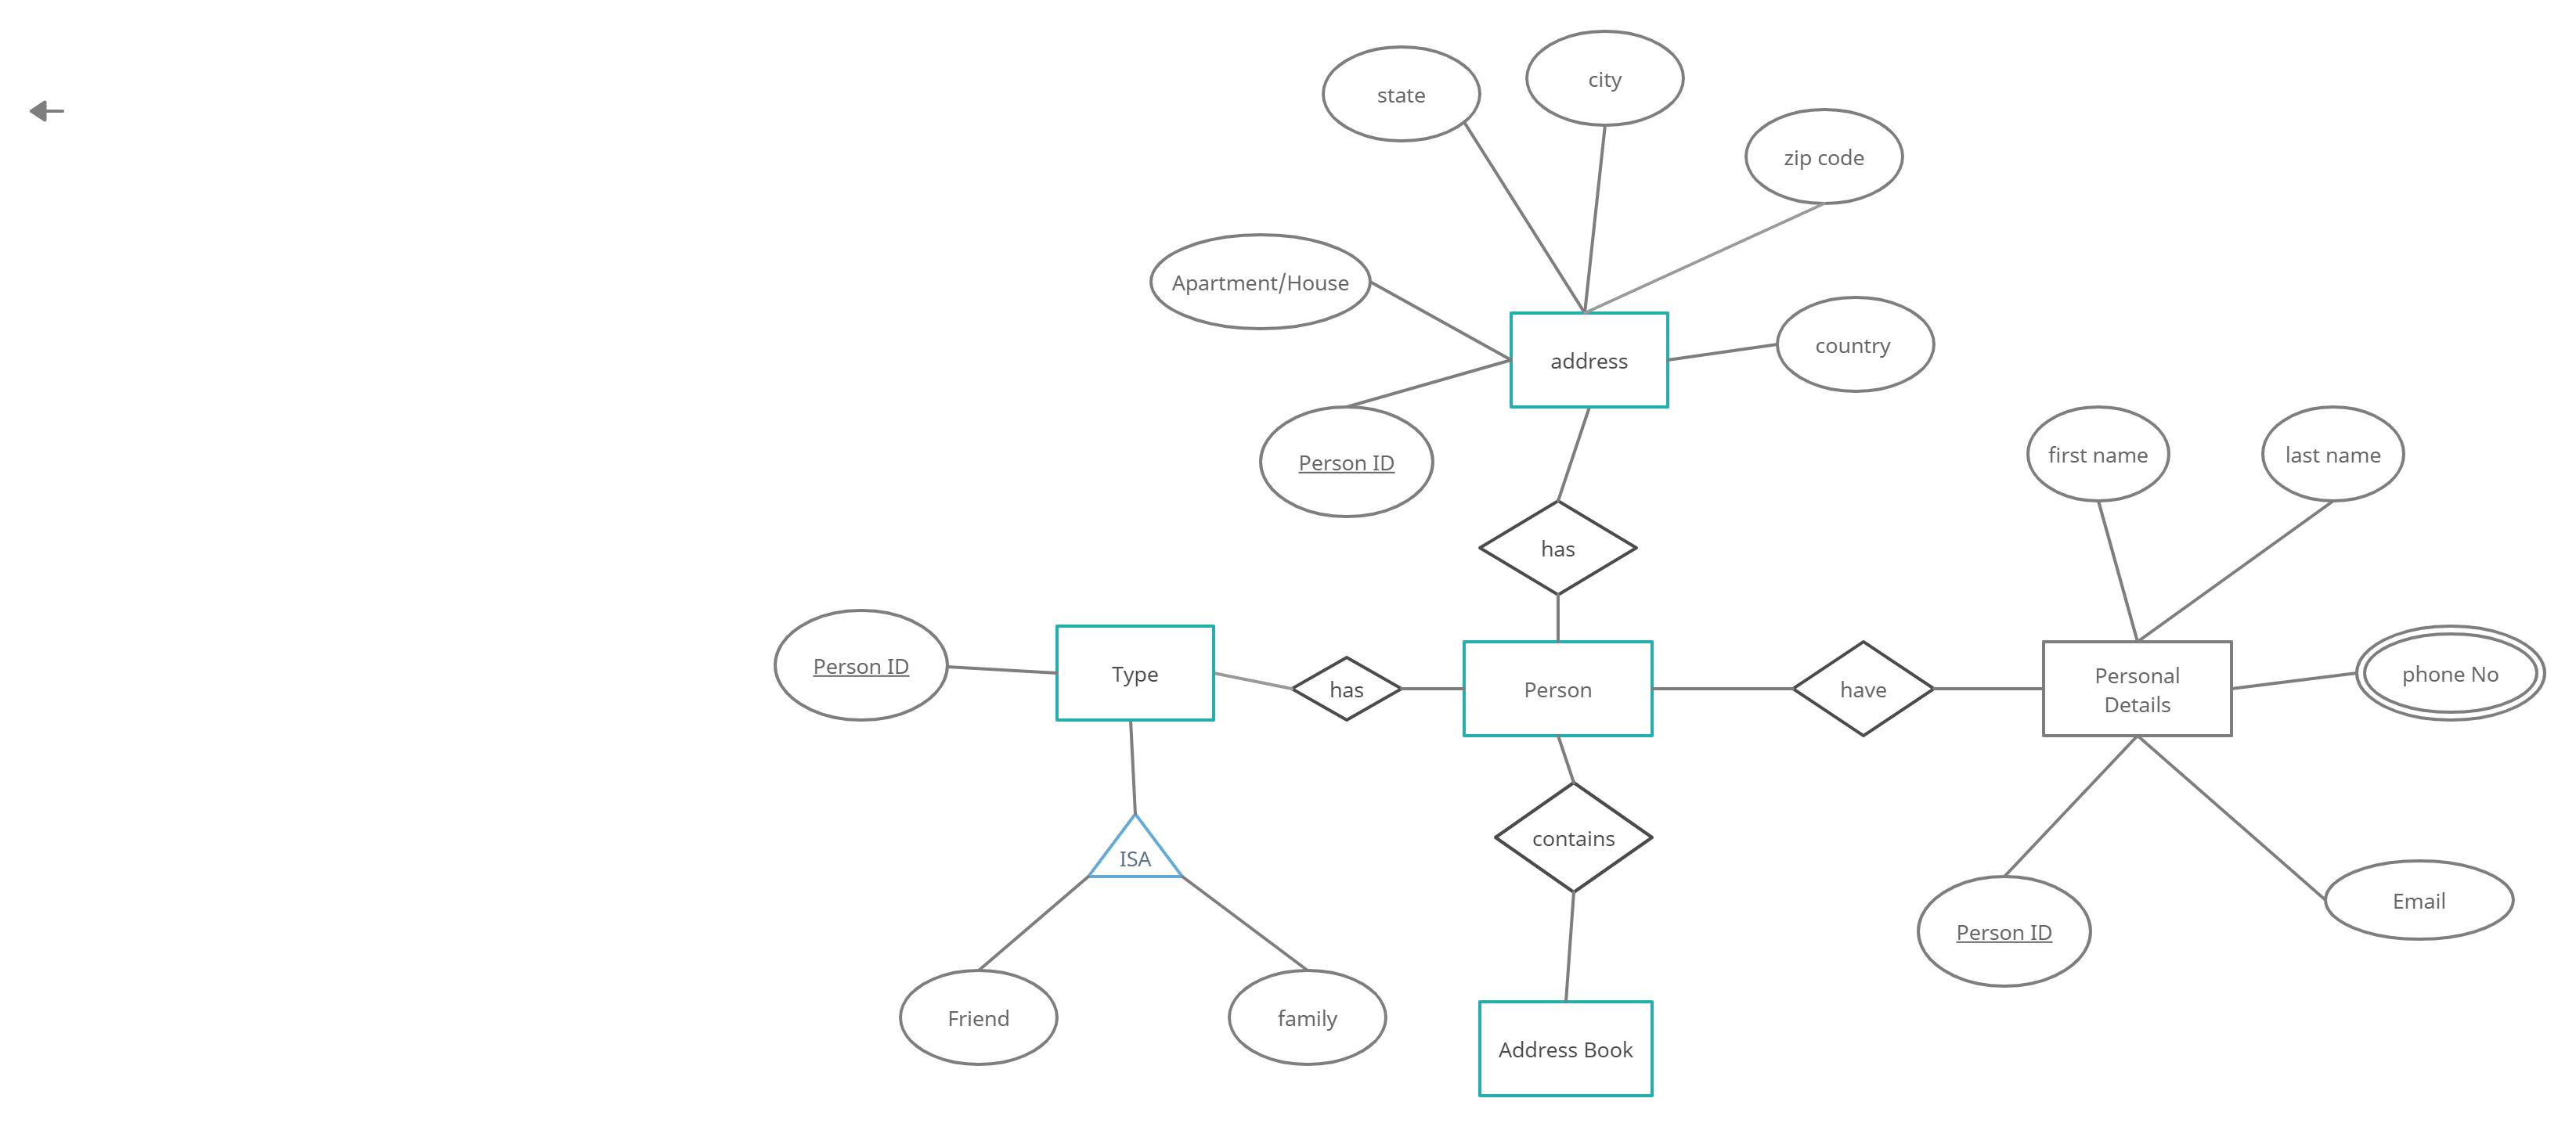 state
city
zip code
Apartment/House
country
address
Person ID
first name
last name
has
Person ID
Type
has
Person
have
Personal
Details
phone No
contains
ISA
Email
Person ID
Friend
family
Address Book